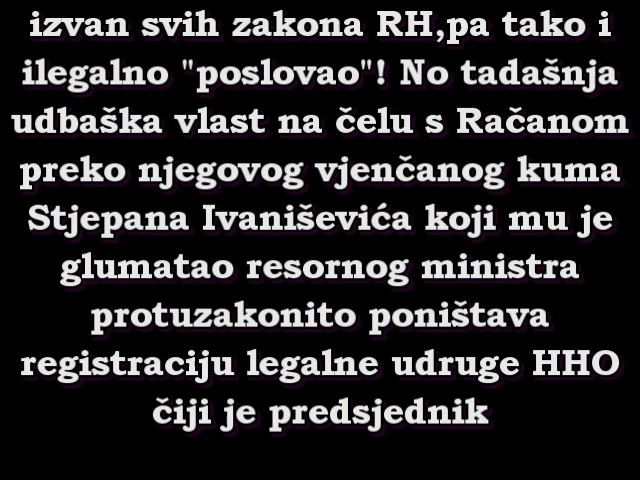 izvan svih zakona RH,pa tako i
ilegalno "poslovao"! No tadašnja
udbaška vlast na čelu s Račanom
preko njegovog vjenčanog kuma
Stjepana Ivaniševića koji mu je
glumatao resornog ministra
protuzakonito poništava
registraciju legalne udruge HHO
čiji je predsjednik